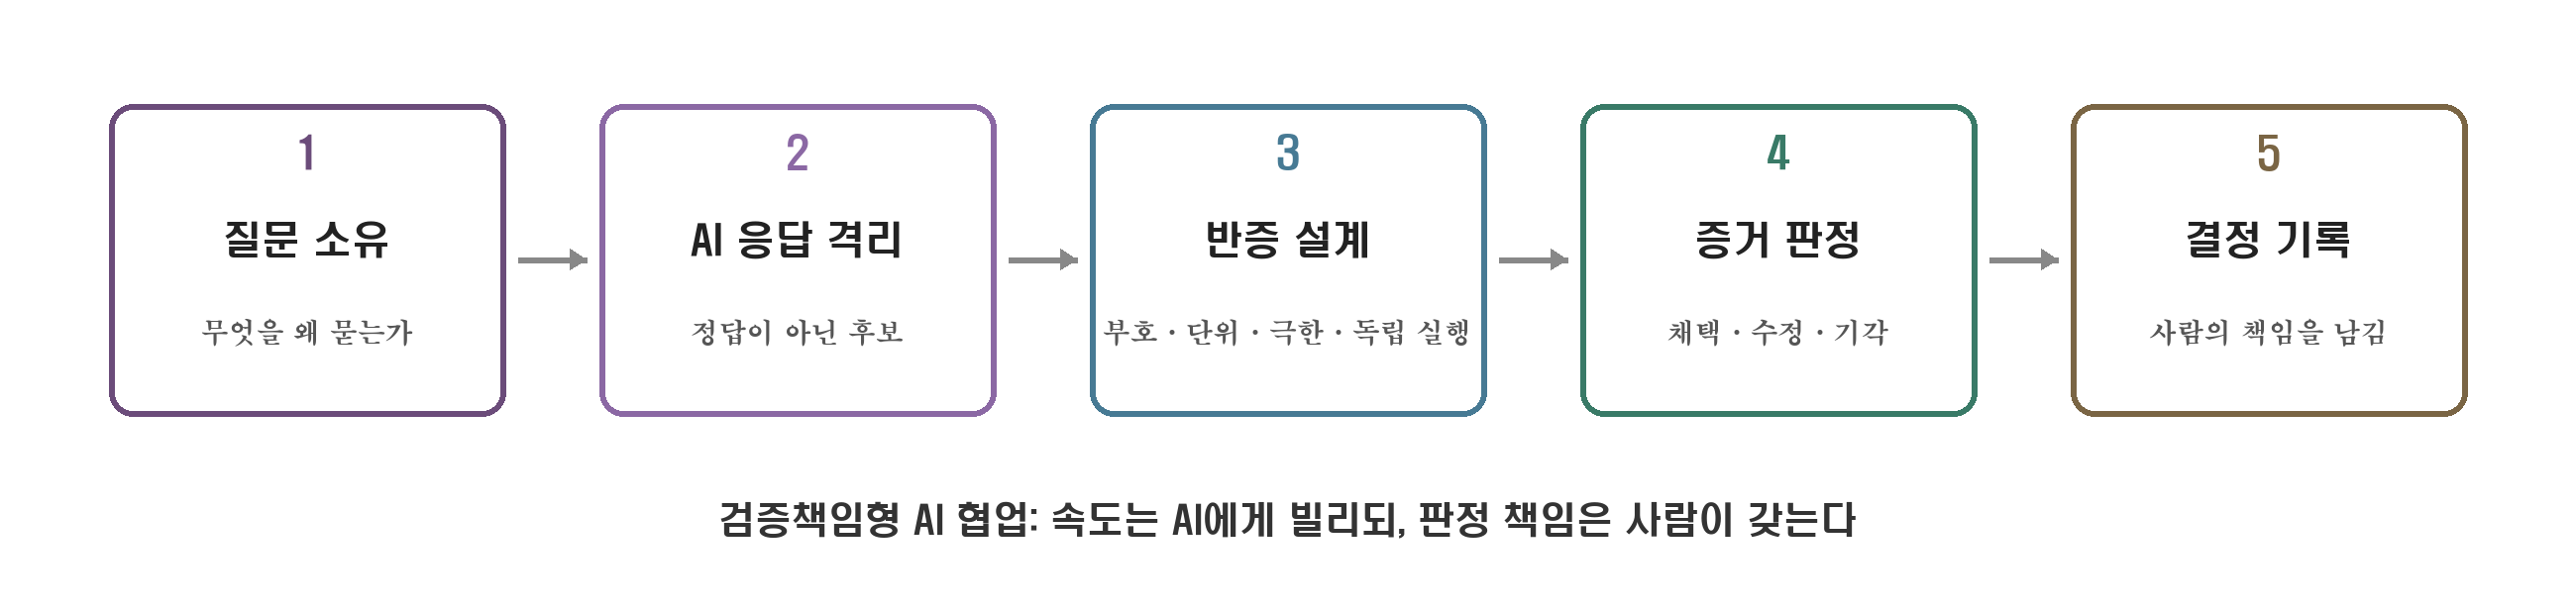 1
질문 소유
무엇을 왜 묻는가
2
AI 응답 격리
정답이 아닌 후보
3
반증 설계
부호 · 단위 · 극한 · 독립 실행
4
증거 판정
채택 · 수정 · 기각
5
결정 기록
사람의 책임을 남김
검증책임형 AI 협업: 속도는 AI에게 빌리되, 판정 책임은 사람이 갖는다